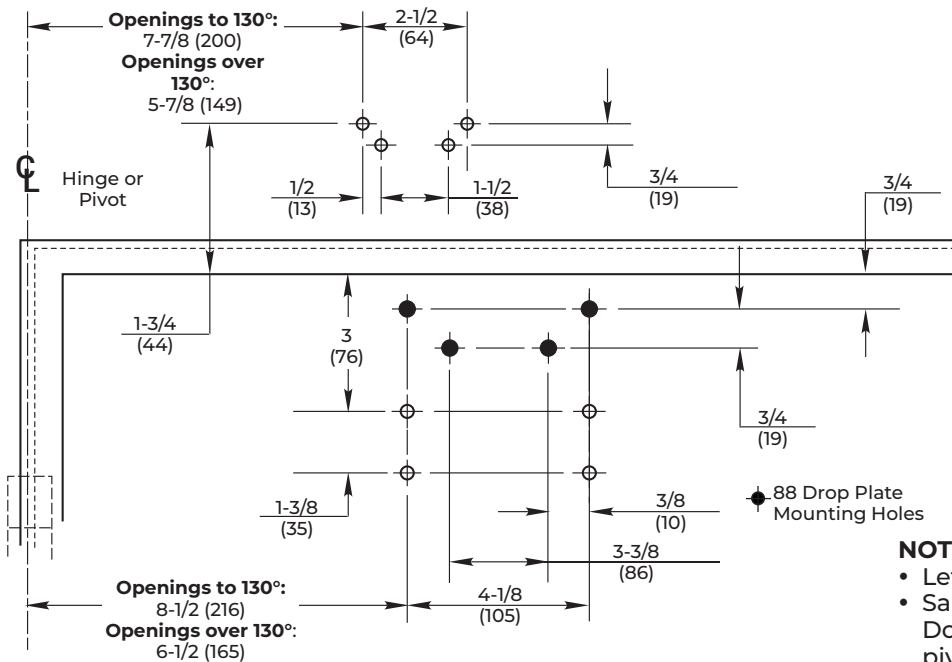 Openings to 130°:
7-7/8 (200)
Openings over
130°:
5-7/8 (149)
2-1/2
(64)
℄
Hinge or
Pivot
1/2
(13)
1-1/2
(38)
3/4
(19)
3/4
(19)
1-3/4
(44)
3
(76)
3/4
(19)
1-3/8
(35)
3/8
(10)
88 Drop Plate
Mounting Holes
3-3/8
(86)
Openings to 130°:
8-1/2 (216)
Openings over 130°:
6-1/2 (165)
4-1/8
(105)
NOT
• Le
• Sa
Do
piv